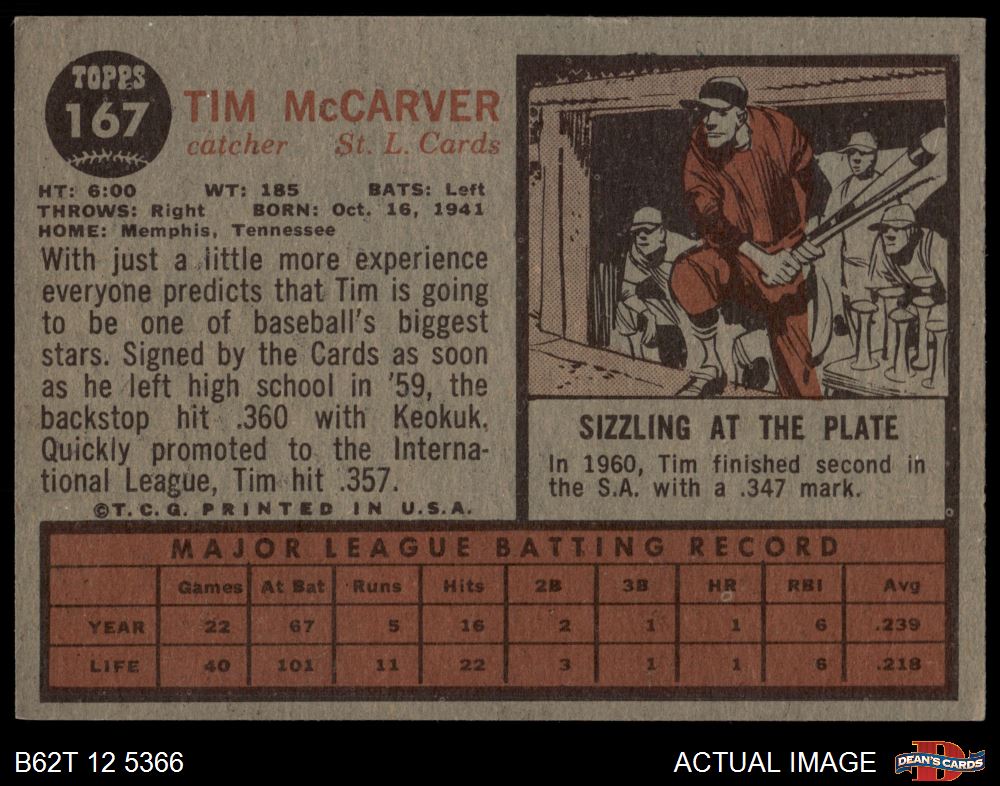 TOPPS
167
TIM McCARVER
catcher St. L. Cards
HT: 6:00 WT: 185 BATS: Left
THROWS: Right BORN: Oct. 16, 1941
HOME: Memphis, Tennessee
With just a little more experience
everyone predicts that Tim is going
to be one of baseball's biggest
stars. Signed by the Cards as soon
as he left high school in '59, the
backstop hit .360 with Keokuk.
Quickly promoted to the Interna-
tional League, Tim hit .357.
©T.C.G. PRINTED IN U.S.A.
SIZZLING AT THE PLATE
In 1960, Tim finished second in
the S.A. with a .347 mark.
MAJOR LEAGUE BATTING RECORD
Games At Bat Runs Hits 2B 3B HR RBI Avg
YEAR 22 67 5 16 2 1 1 6 .239
LIFE 40 101 11 22 3 1 1 6 .218
B62T 12 5366 ACTUAL IMAGE
DEAN'S CARDS